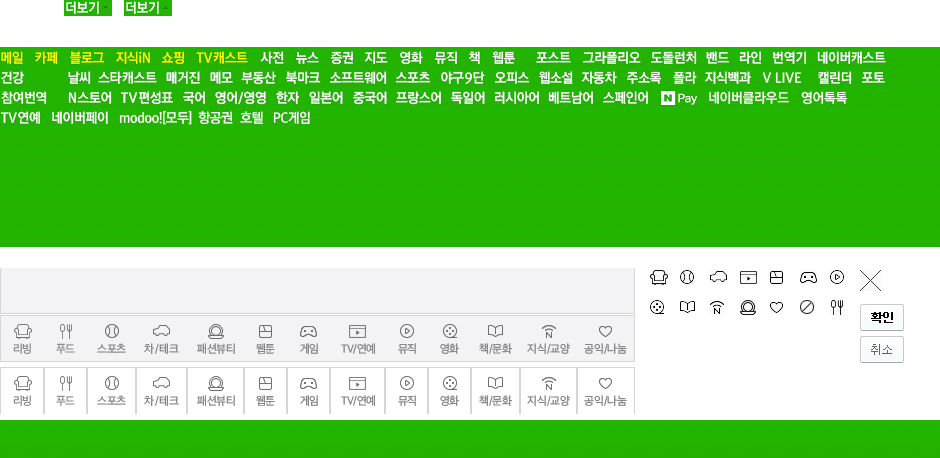 더보기 더보기
메일 카페 블로그 지식iN 쇼핑 TV캐스트 사전 뉴스 증권 지도 영화 뮤직 책 웹툰 포스트 그라폴리오 도돌런처 밴드 라인 번역기 네이버캐스트
건강 날씨 스타캐스트 매거진 메모 부동산 북마크 소프트웨어 스포츠 야구9단 오피스 웹소설 자동차 주소록 폴라 지식백과 V LIVE 캘린더 포토
참여번역 N스토어 TV편성표 국어 영어/영영 한자 일본어 중국어 프랑스어 독일어 러시아어 베트남어 스페인어 N Pay 네이버클라우드 영어톡톡
TV연예 네이버페이 modoo![모두] 항공권 호텔 PC게임
리빙 푸드 스포츠 차/테크 패션뷰티 웹툰 게임 TV/연예 뮤직 영화 책/문화 지식/교양 공익/나눔
확인
취소
리빙 푸드 스포츠 차/테크 패션뷰티 웹툰 게임 TV/연예 뮤직 영화 책/문화 지식/교양 공익/나눔